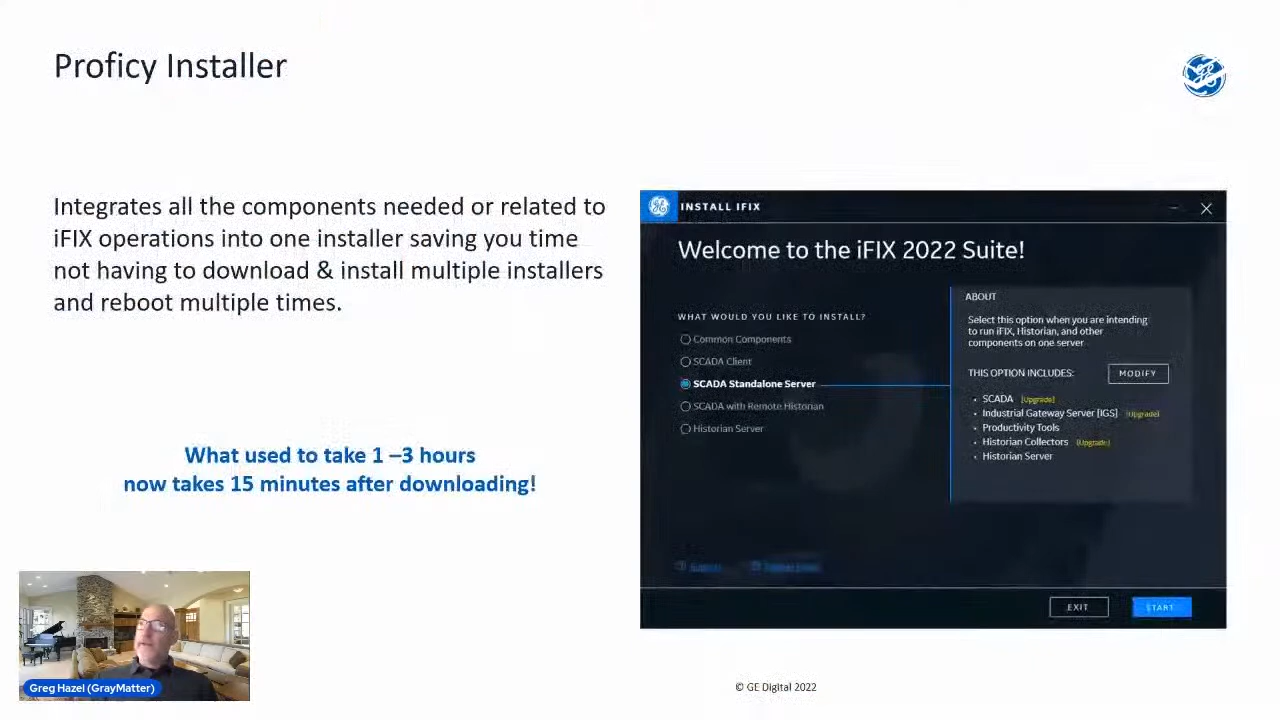 Proficy Installer
Integrates all the components needed or related to
iFIX operations into one installer saving you time
not having to download & install multiple installers
and reboot multiple times.
What used to take 1 –3 hours
now takes 15 minutes after downloading!
INSTALL IFIX
Welcome to the iFIX 2022 Suite!
WHAT WOULD YOU LIKE TO INSTALL?
Common Components
SCADA Client
SCADA Standalone Server
SCADA with Remote Historian
Historian Server
ABOUT
Select this option when you are intending
to run iFIX, Historian, and other
components on one server
THIS OPTION INCLUDES:
MODIFY
SCADA [Upgrade]
Industrial Gateway Server [IGS] [Upgrade]
Productivity Tools
Historian Collectors [Upgrade]
Historian Server
EXIT
START
Greg Hazel (GrayMatter)
© GE Digital 2022